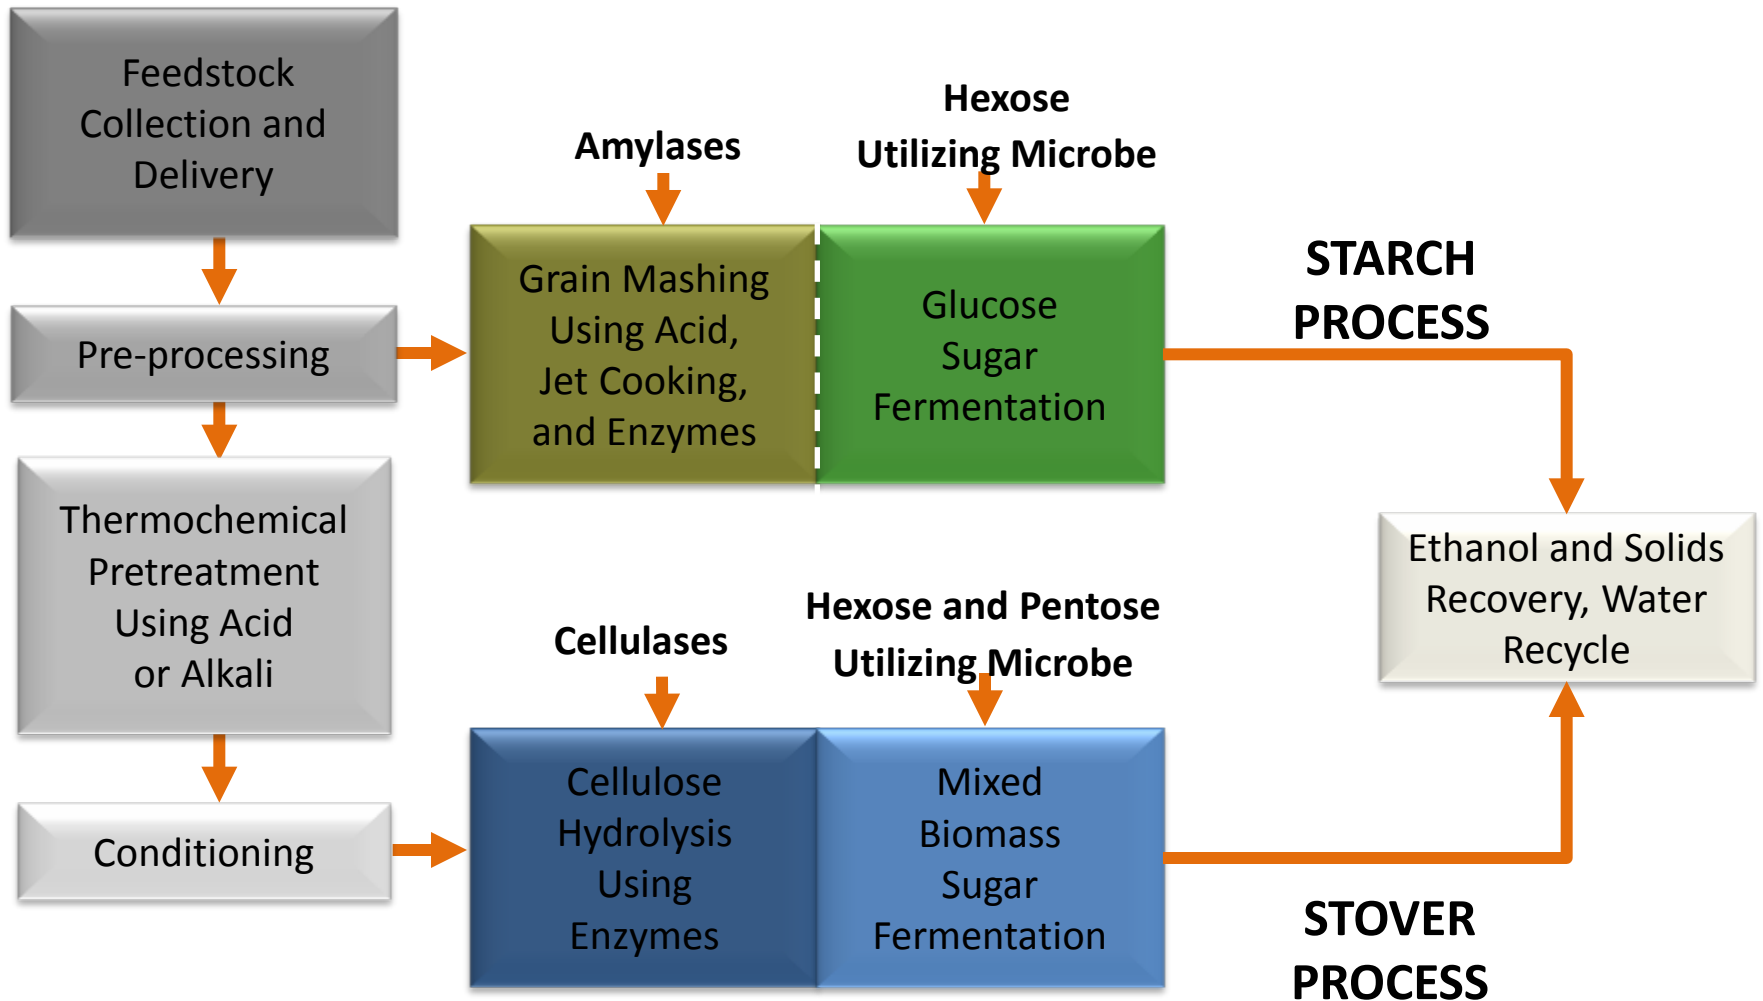 Feedstock
Collection and
Delivery
Pre-processing
Thermochemical
Pretreatment
Using Acid
or Alkali
Conditioning
Amylases
Hexose
Utilizing Microbe
Grain Mashing
Using Acid,
Jet Cooking,
and Enzymes
Glucose
Sugar
Fermentation
STARCH
PROCESS
Cellulases
Hexose and Pentose
Utilizing Microbe
Cellulose
Hydrolysis
Using
Enzymes
Mixed
Biomass
Sugar
Fermentation
STOVER
PROCESS
Ethanol and Solids
Recovery, Water
Recycle